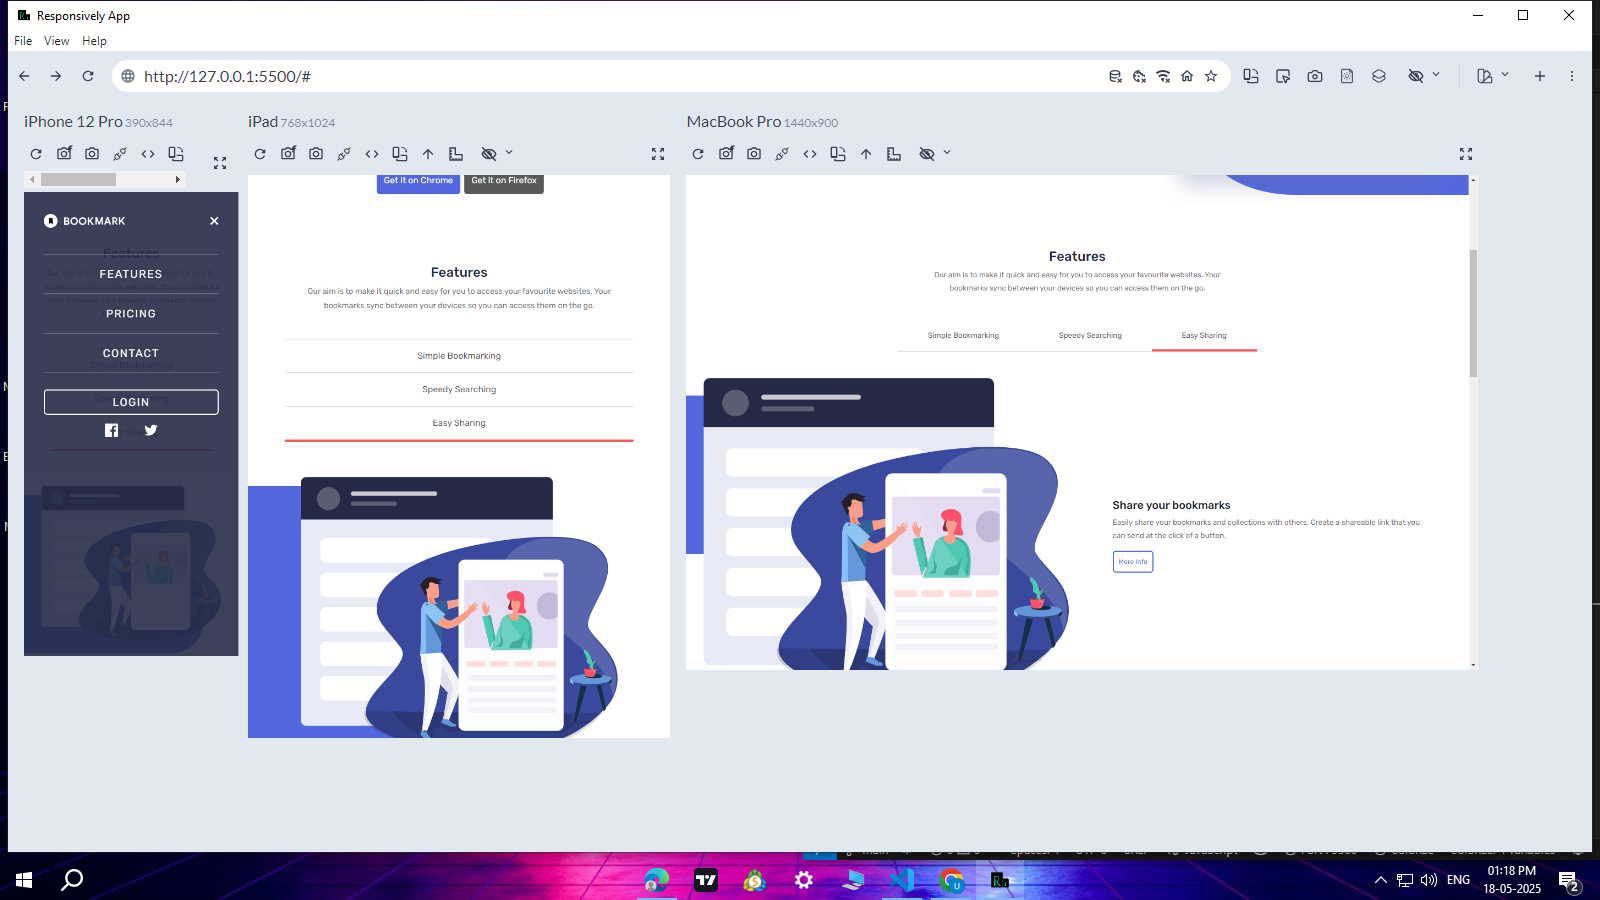 Responsively App
File View Help
http://127.0.0.1:5500/#
iPhone 12 Pro 390x844
iPad 768x1024
MacBook Pro 1440x900
BOOKMARK
Features
FEATURES
PRICING
CONTACT
Simple Bookmarking
LOGIN
Get it on Chrome
Get it on Firefox
Features
Our aim is to make it quick and easy for you to access your favourite websites. Your
bookmarks sync between your devices so you can access them on the go.
Simple Bookmarking
Speedy Searching
Easy Sharing
Features
Our aim is to make it quick and easy for you to access your favourite websites. Your
bookmarks sync between your devices so you can access them on the go.
Simple Bookmarking
Speedy Searching
Easy Sharing
Share your bookmarks
Easily share your bookmarks and collections with others. Create a shareable link that you
can send at the click of a button.
More Info
ENG
01:18 PM
18-05-2025
2